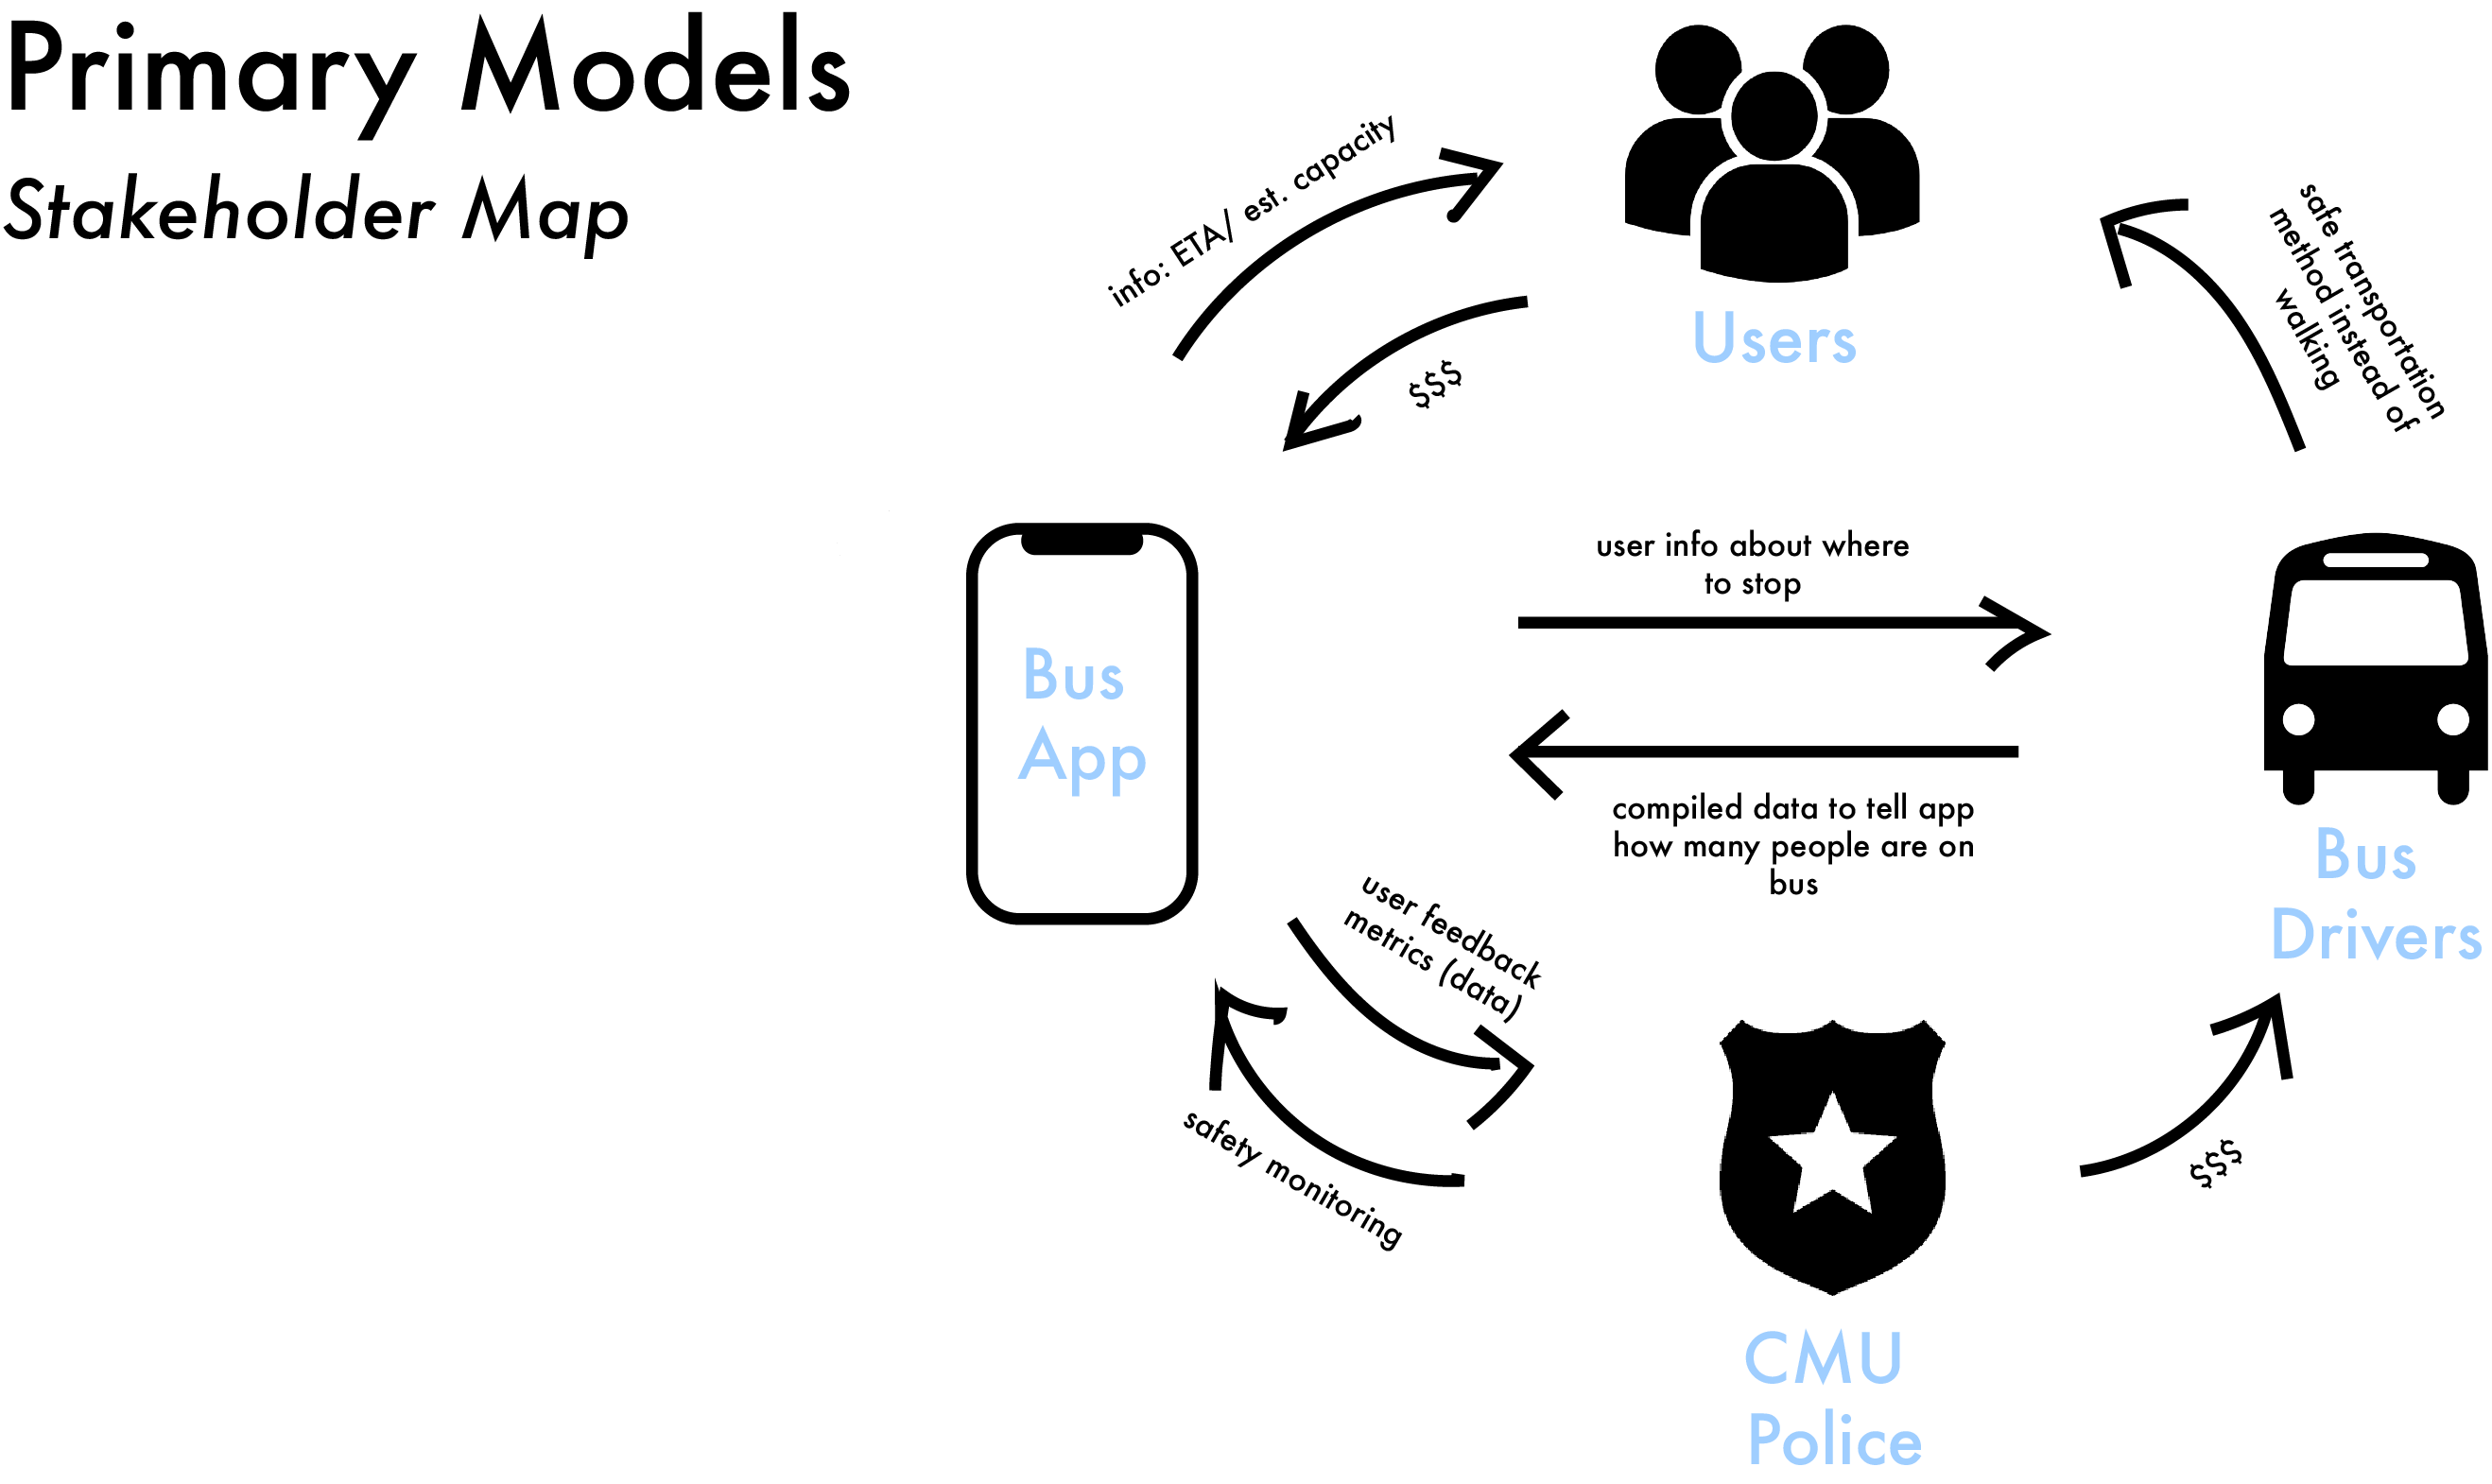 Primary Models
Stakeholder Map
info: ETA/ est. capacity
$$$
Users
safe transportation
method instead of
walking
user info about where
to stop
Bus
App
compiled data to tell app
how many people are on
bus
Bus
Drivers
user feedback
metrics (data)
safety monitoring
$$$
CMU
Police